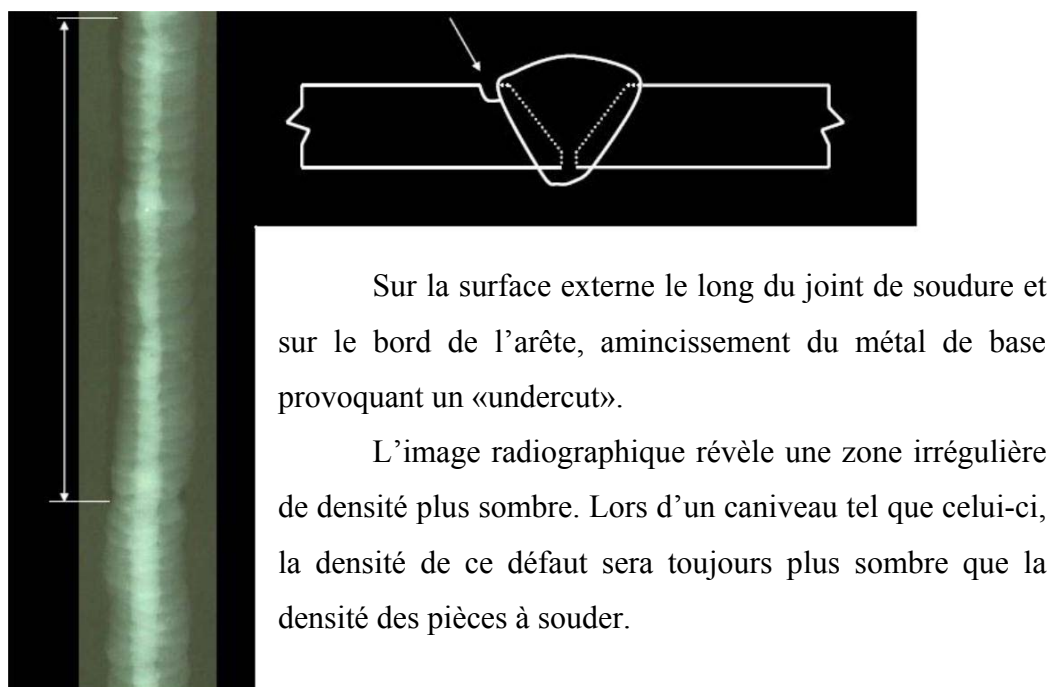 Sur la surface externe le long du joint de soudure et
sur le bord de l’arête, amincissement du métal de base
provoquant un «undercut».
L’image radiographique révèle une zone irrégulière
de densité plus sombre. Lors d’un caniveau tel que celui-ci,
la densité de ce défaut sera toujours plus sombre que la
densité des pièces à souder.